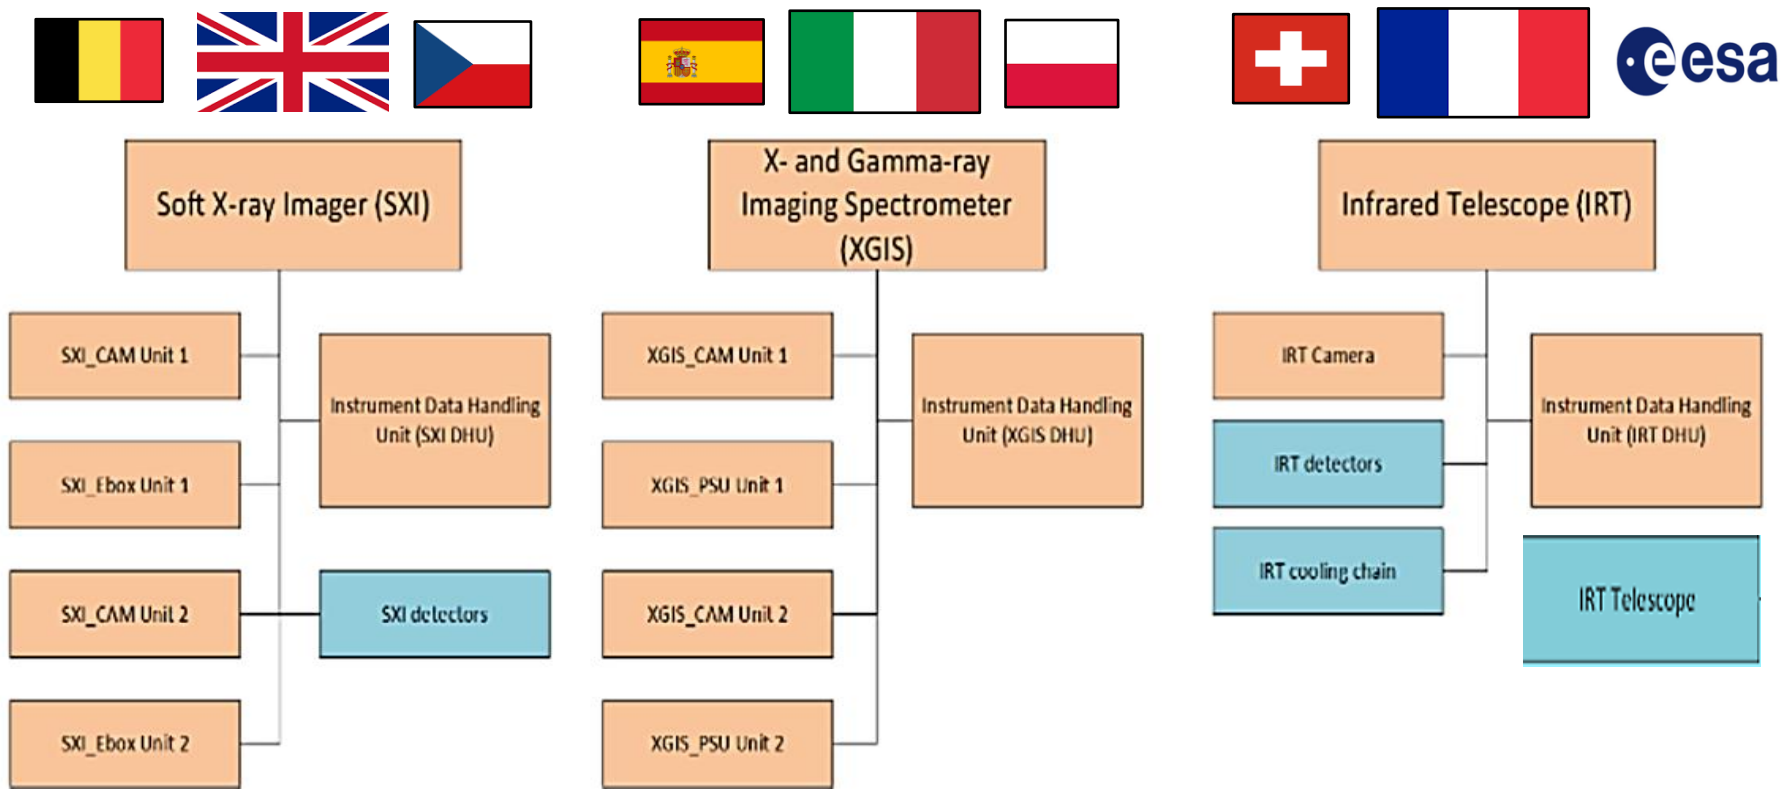 esa
Soft X-ray Imager (SXI)
SXI_CAM Unit 1
Instrument Data Handling
Unit (SXI DHU)
SXI_Ebox Unit 1
SXI_CAM Unit 2
SXI detectors
SXI_Ebox Unit 2
X- and Gamma-ray
Imaging Spectrometer
(XGIS)
XGIS_CAM Unit 1
Instrument Data Handling
Unit (XGIS DHU)
XGIS_PSU Unit 1
XGIS_CAM Unit 2
XGIS_PSU Unit 2
Infrared Telescope (IRT)
IRT Camera
Instrument Data Handling
Unit (IRT DHU)
IRT detectors
IRT cooling chain
IRT Telescope